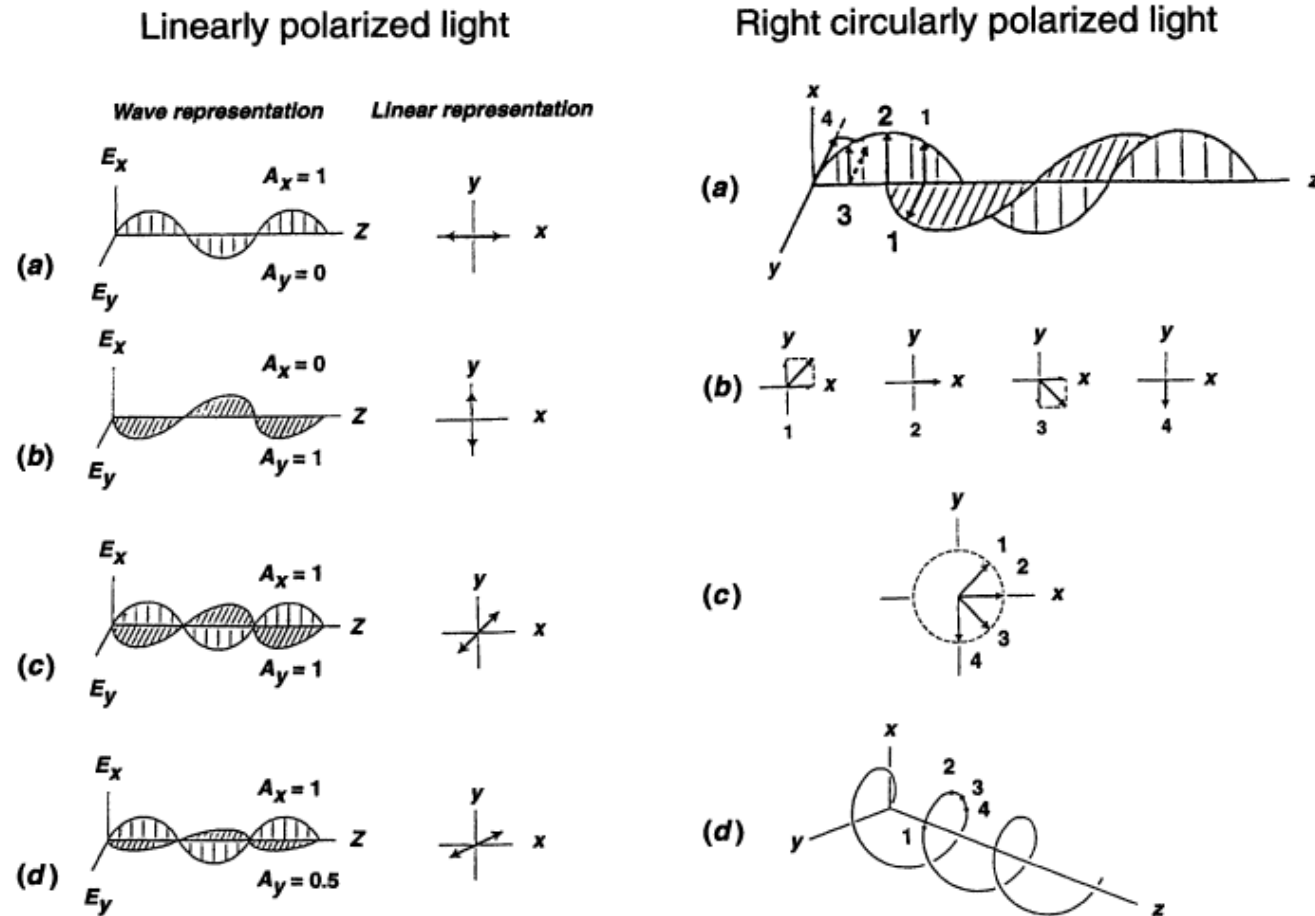 Linearly polarized light
Wave representation Linear representation
E_x
A_x = 1
y
Z
x
(a)
A_y = 0
E_y
E_x
A_x = 0
y
Z
x
(b)
A_y = 1
E_y
E_x
A_x = 1
y
Z
x
(c)
A_y = 1
E_y
E_x
A_x = 1
y
Z
x
(d)
A_y = 0.5
E_y
Right circularly polarized light
x
4 2 1
z
(a)
3 1
y
y y y y
(b)
x x x x
1 2 3 4
y
1
2
(c)
x
3
4
x
2
3
4
(d)
1
y
z